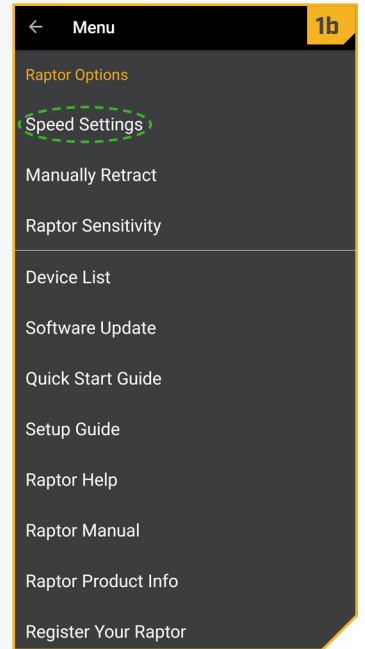 ← Menu
1b
Raptor Options
Speed Settings
Manually Retract
Raptor Sensitivity
Device List
Software Update
Quick Start Guide
Setup Guide
Raptor Help
Raptor Manual
Raptor Product Info
Register Your Raptor